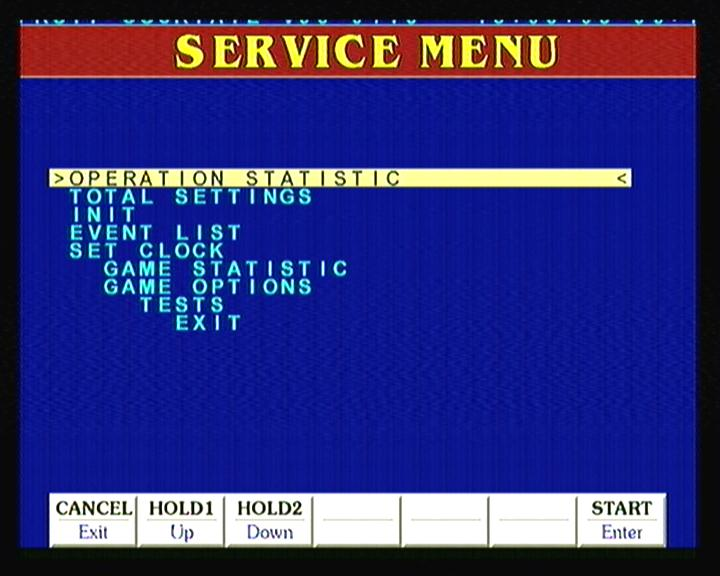 SERVICE MENU
>OPERATION STATISTIC <
TOTAL SETTINGS
INIT
EVENT LIST
SET CLOCK
GAME STATISTIC
GAME OPTIONS
TESTS
EXIT
CANCEL HOLD1 HOLD2 START
Exit Up Down Enter